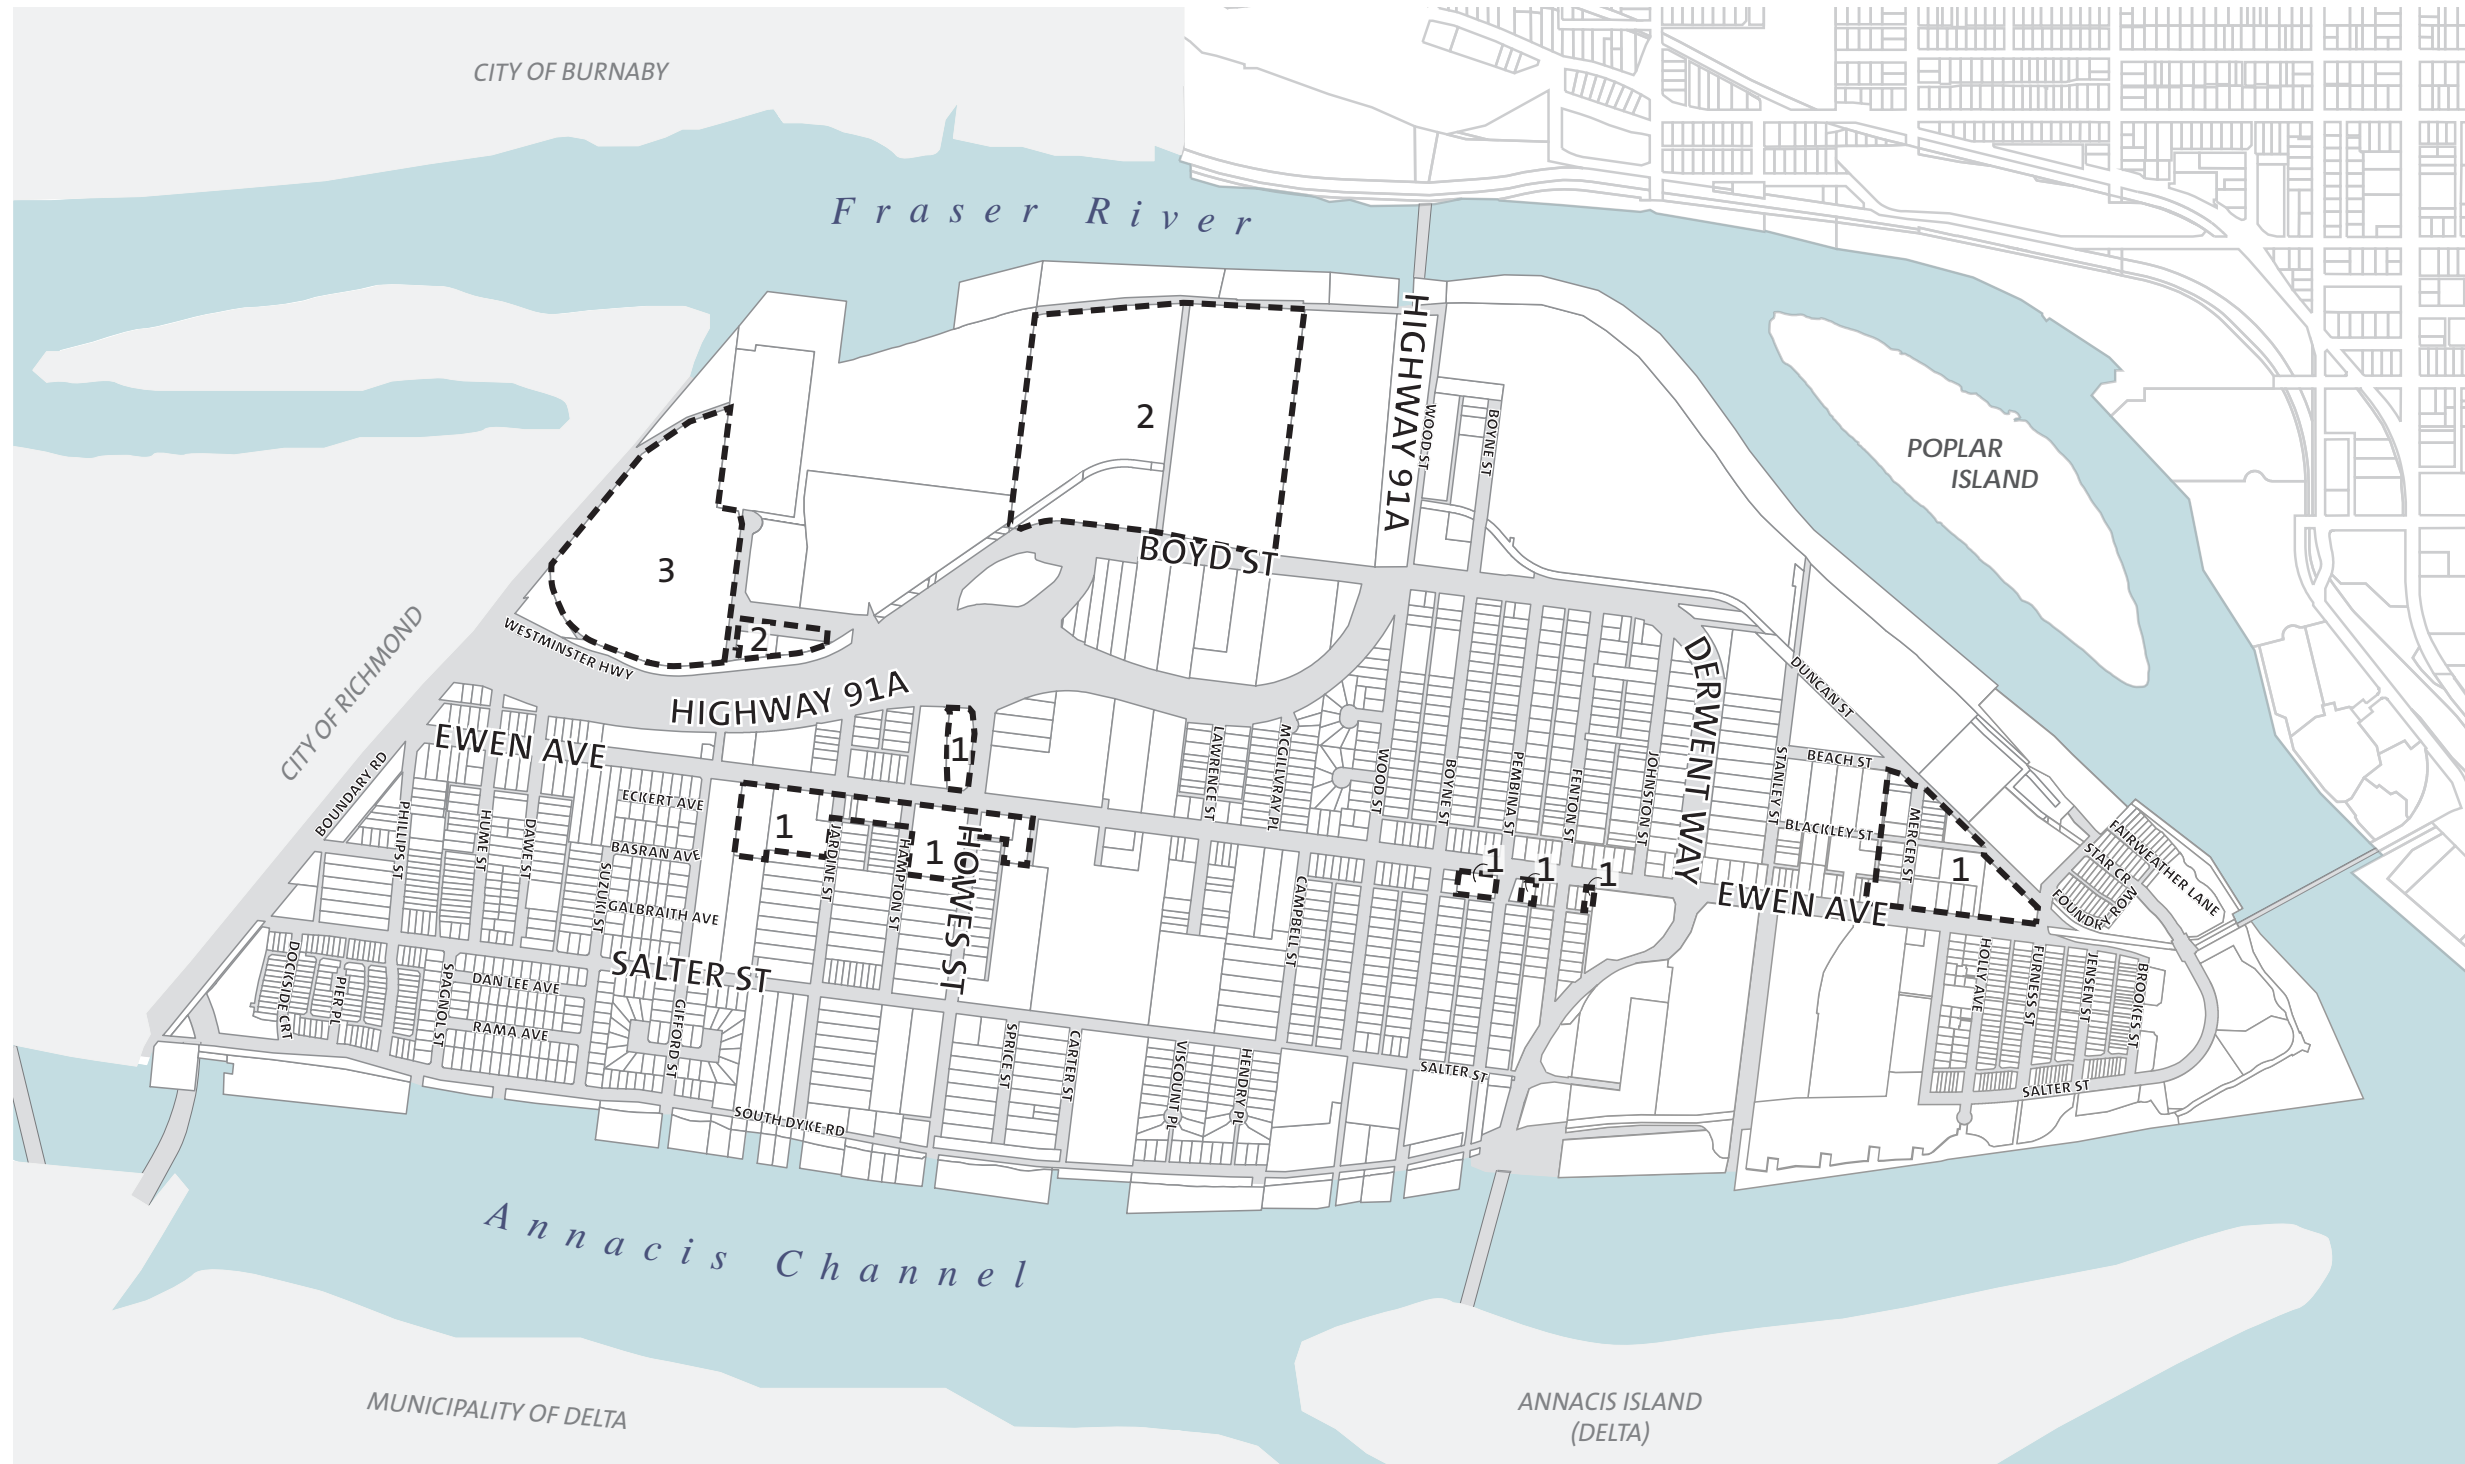 CITY OF BURNABY
Fraser River
HIGHWAY 91A
WOOD ST
BOYNE ST
POPLAR
ISLAND
2
BOYD ST
3
2
CITY OF RICHMOND
WESTMINSTER HWY
HIGHWAY 91A
DERWENT WAY
DUNCAN ST
EWEN AVE
1
LAWRENCE ST
MCGILLVRAY PL
WOOD ST
BOYNE ST
PEMBINA ST
FENTON ST
JOHNSTON ST
STANLEY ST
BEACH ST
BOUNDARY RD
PHILLIPS ST
HUME ST
DAWE ST
ECKERT AVE
BASRAN AVE
SUZUKI ST
GALBRAITH AVE
1
JARDINE ST
HAMPTON ST
1
HOWES ST
1
1
1
BLACKLEY ST
MERCER ST
1
FAIRWEATHER LANE
STAR CR
FOUNDRY ROW
EWEN AVE
CAMPBELL ST
SALTER ST
DOCKSIDE CRT
PIER PL
SPAGNOL ST
DAN LEE AVE
RAMA AVE
GIFFORD ST
HOLLY AVE
FURNESS ST
JENSEN ST
BROOKES ST
SPRICE ST
CARTER ST
VISCOUNT PL
HENDRY PL
SALTER ST
SALTER ST
SOUTH DYKE RD
Annacis Channel
MUNICIPALITY OF DELTA
ANNACIS ISLAND
(DELTA)